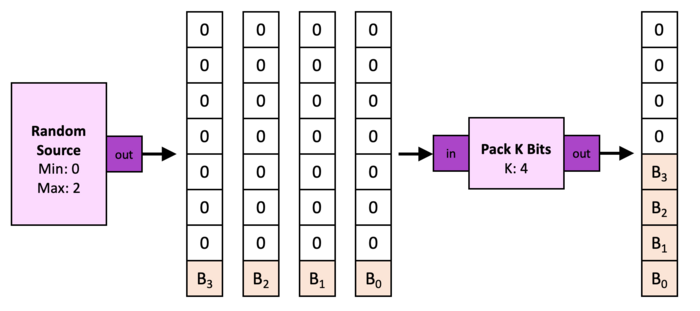 0 0 0 0 0
0 0 0 0 0
0 0 0 0 0
Random
Source
Min: 0
Max: 2
out
0 0 0 0
in
Pack K Bits
K: 4
out
0
0 0 0 0 B₃
0 0 0 0 B₂
0 0 0 0 B₁
B₃ B₂ B₁ B₀ B₀